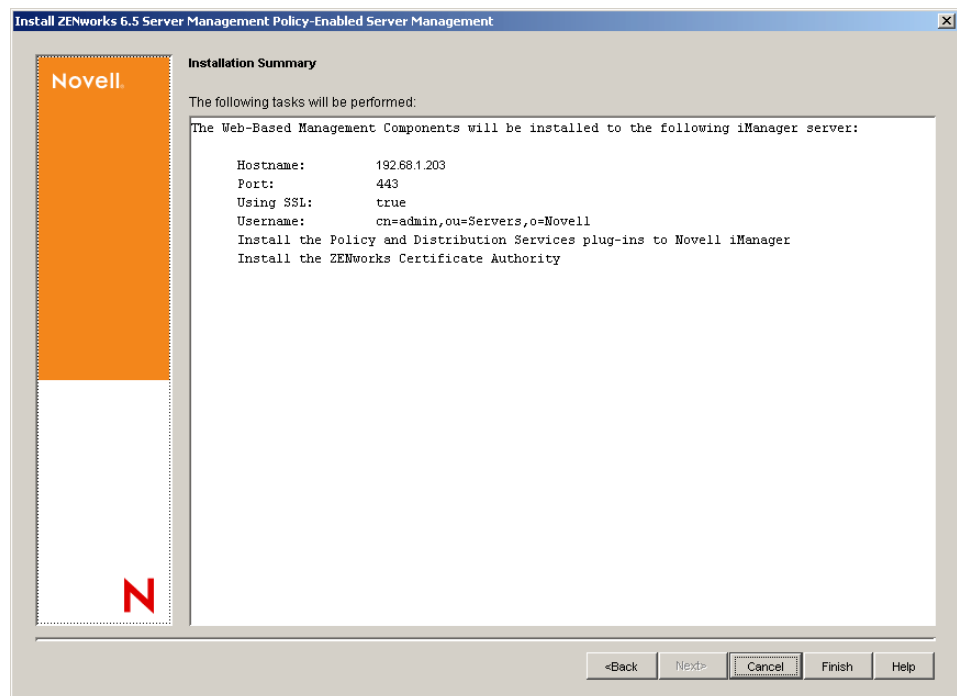 Install ZENworks 6.5 Server Management Policy-Enabled Server Management
Novell.
Installation Summary
The following tasks will be performed:
The Web-Based Management Components will be installed to the following iManager server:
Hostname: 192.68.1.203
Port: 443
Using SSL: true
Username: cn=admin,ou=Servers,o=Novell
Install the Policy and Distribution Services plug-ins to Novell iManager
Install the ZENworks Certificate Authority
N
<Back Next> Cancel Finish Help